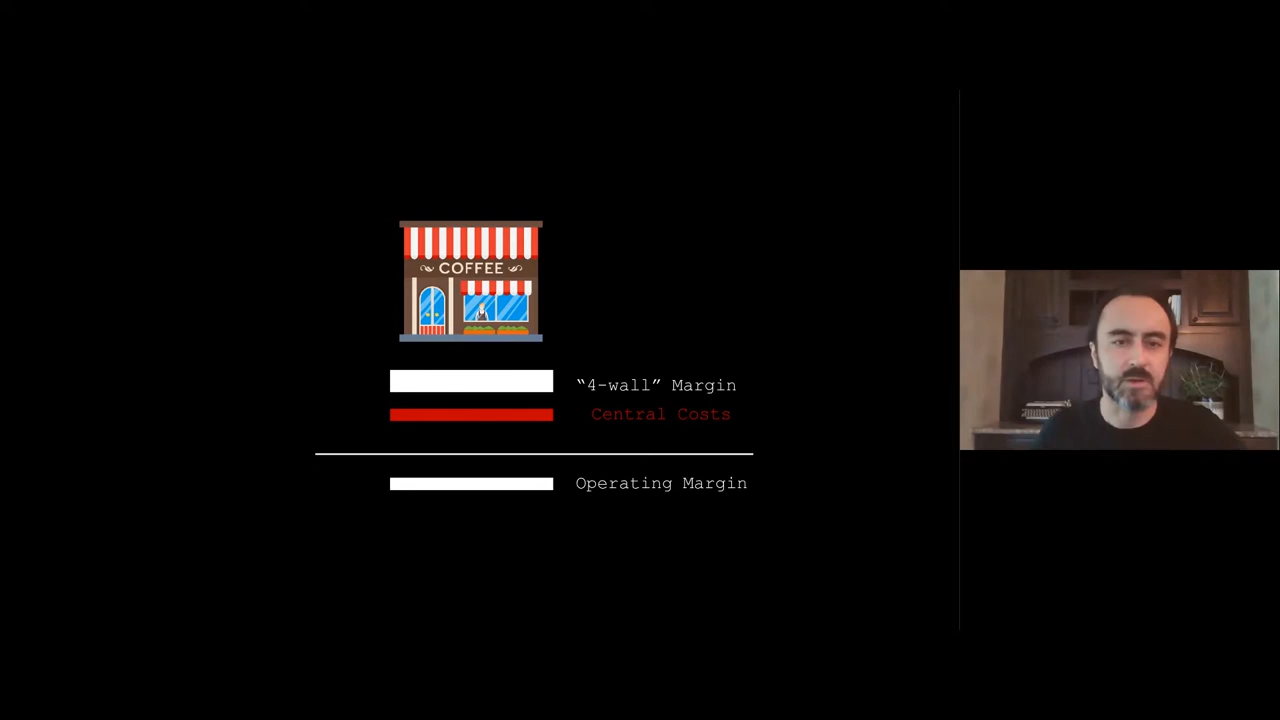 COFFEE
“4-wall” Margin
Central Costs
Operating Margin